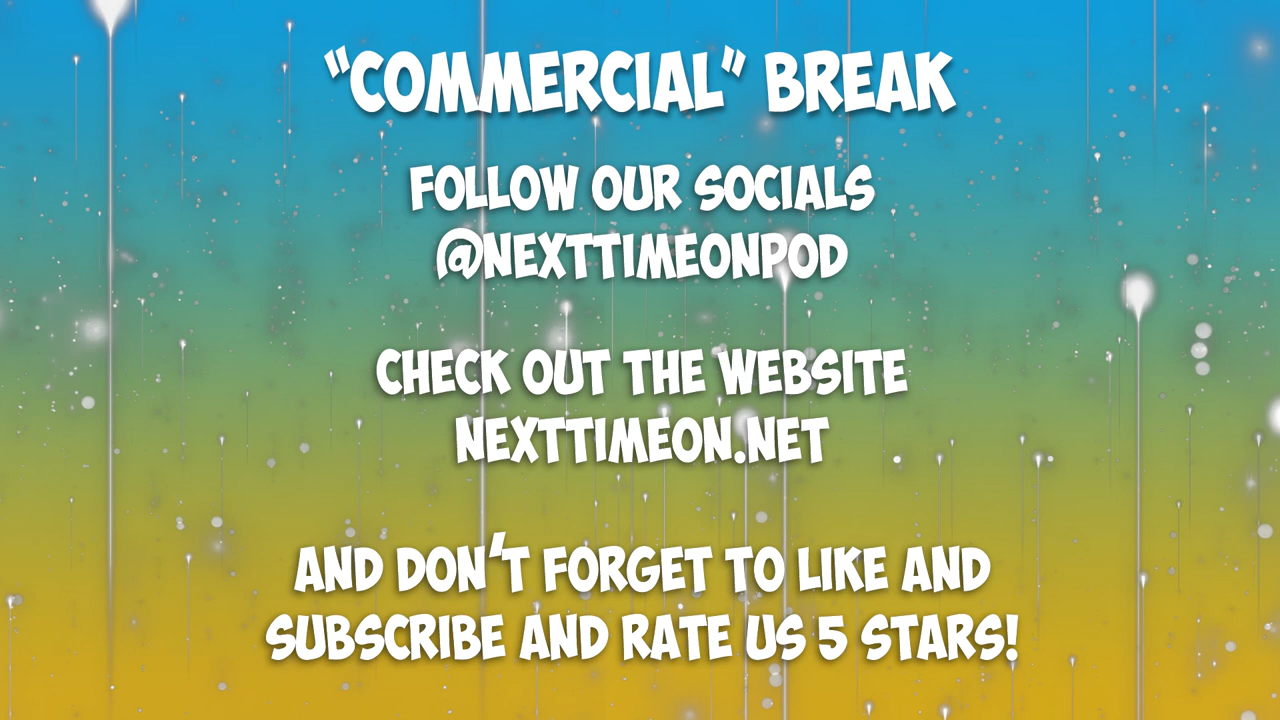 "COMMERCIAL" BREAK
FOLLOW OUR SOCIALS
@NEXTTIMEONPOD
CHECK OUT THE WEBSITE
NEXTTIMEON.NET
AND DON'T FORGET TO LIKE AND
SUBSCRIBE AND RATE US 5 STARS!